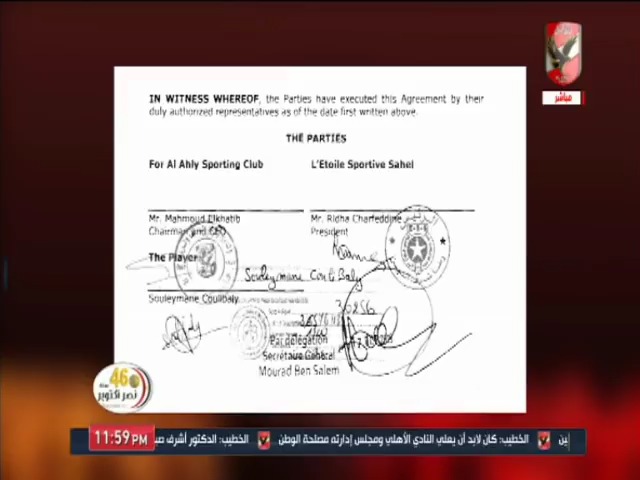 مباشر
IN WITNESS WHEREOF, the Parties have executed this Agreement by their
duly authorized representatives as of the date first written above.
THE PARTIES
For Al Ahly Sporting Club
L'Etoile Sportive Sahel
Mr. Mahmoud Elkhatib
Chairman and CEO
Mr. Ridha Charfeddine
President
The Player
Souleymane Coulibaly
Souleymane Coulibaly
Par délégation
Secrétaire Général
Mourad Ben Salem
46 سنة
نصر أكتوبر
11:59 PM
الخطيب: كان لابد أن يعلي النادي الأهلي ومجلس إدارته مصلحة الوطن
الخطيب: الدكتور أشرف